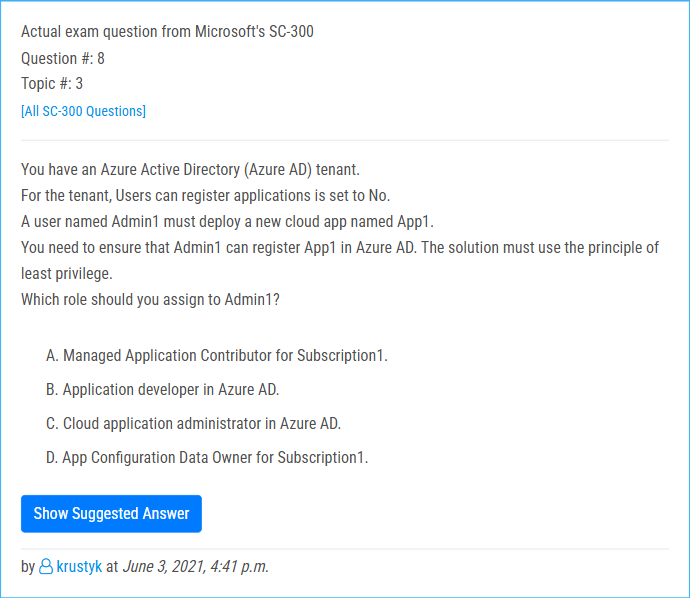 Actual exam question from Microsoft's SC-300
Question #: 8
Topic #: 3
[All SC-300 Questions]
You have an Azure Active Directory (Azure AD) tenant.
For the tenant, Users can register applications is set to No.
A user named Admin1 must deploy a new cloud app named App1.
You need to ensure that Admin1 can register App1 in Azure AD. The solution must use the principle of
least privilege.
Which role should you assign to Admin1?
A. Managed Application Contributor for Subscription1.
B. Application developer in Azure AD.
C. Cloud application administrator in Azure AD.
D. App Configuration Data Owner for Subscription1.
Show Suggested Answer
by krustyk at June 3, 2021, 4:41 p.m.